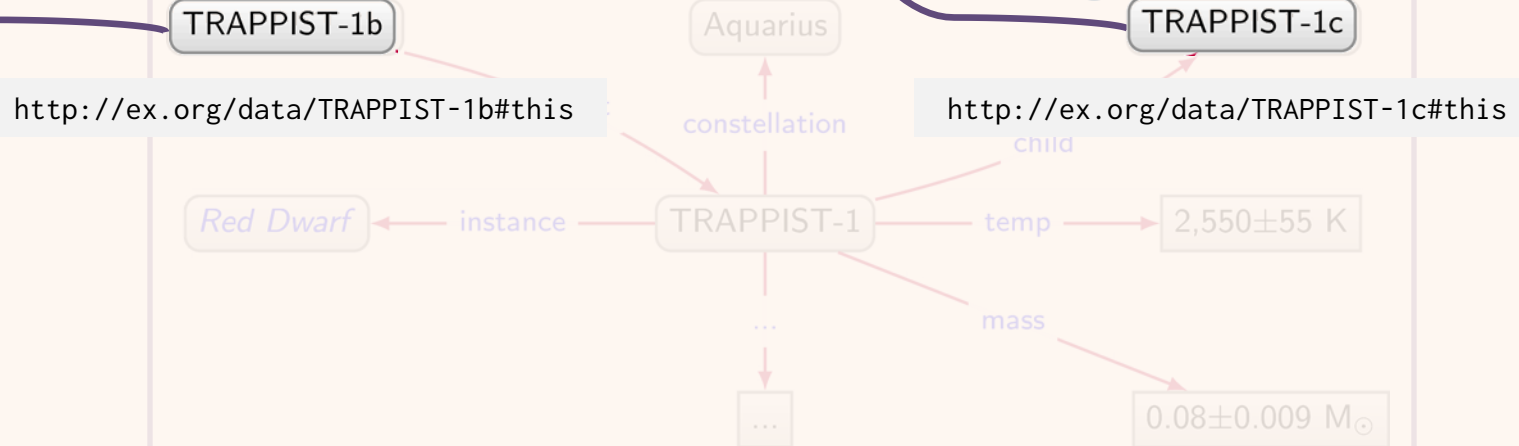 TRAPPIST-1b
Aquarius
TRAPPIST-1c
http://ex.org/data/TRAPPIST-1b#this
http://ex.org/data/TRAPPIST-1c#this
constellation
child
Red Dwarf
instance
TRAPPIST-1
temp
2,550±55 K
...
mass
...
0.08±0.009 M☉